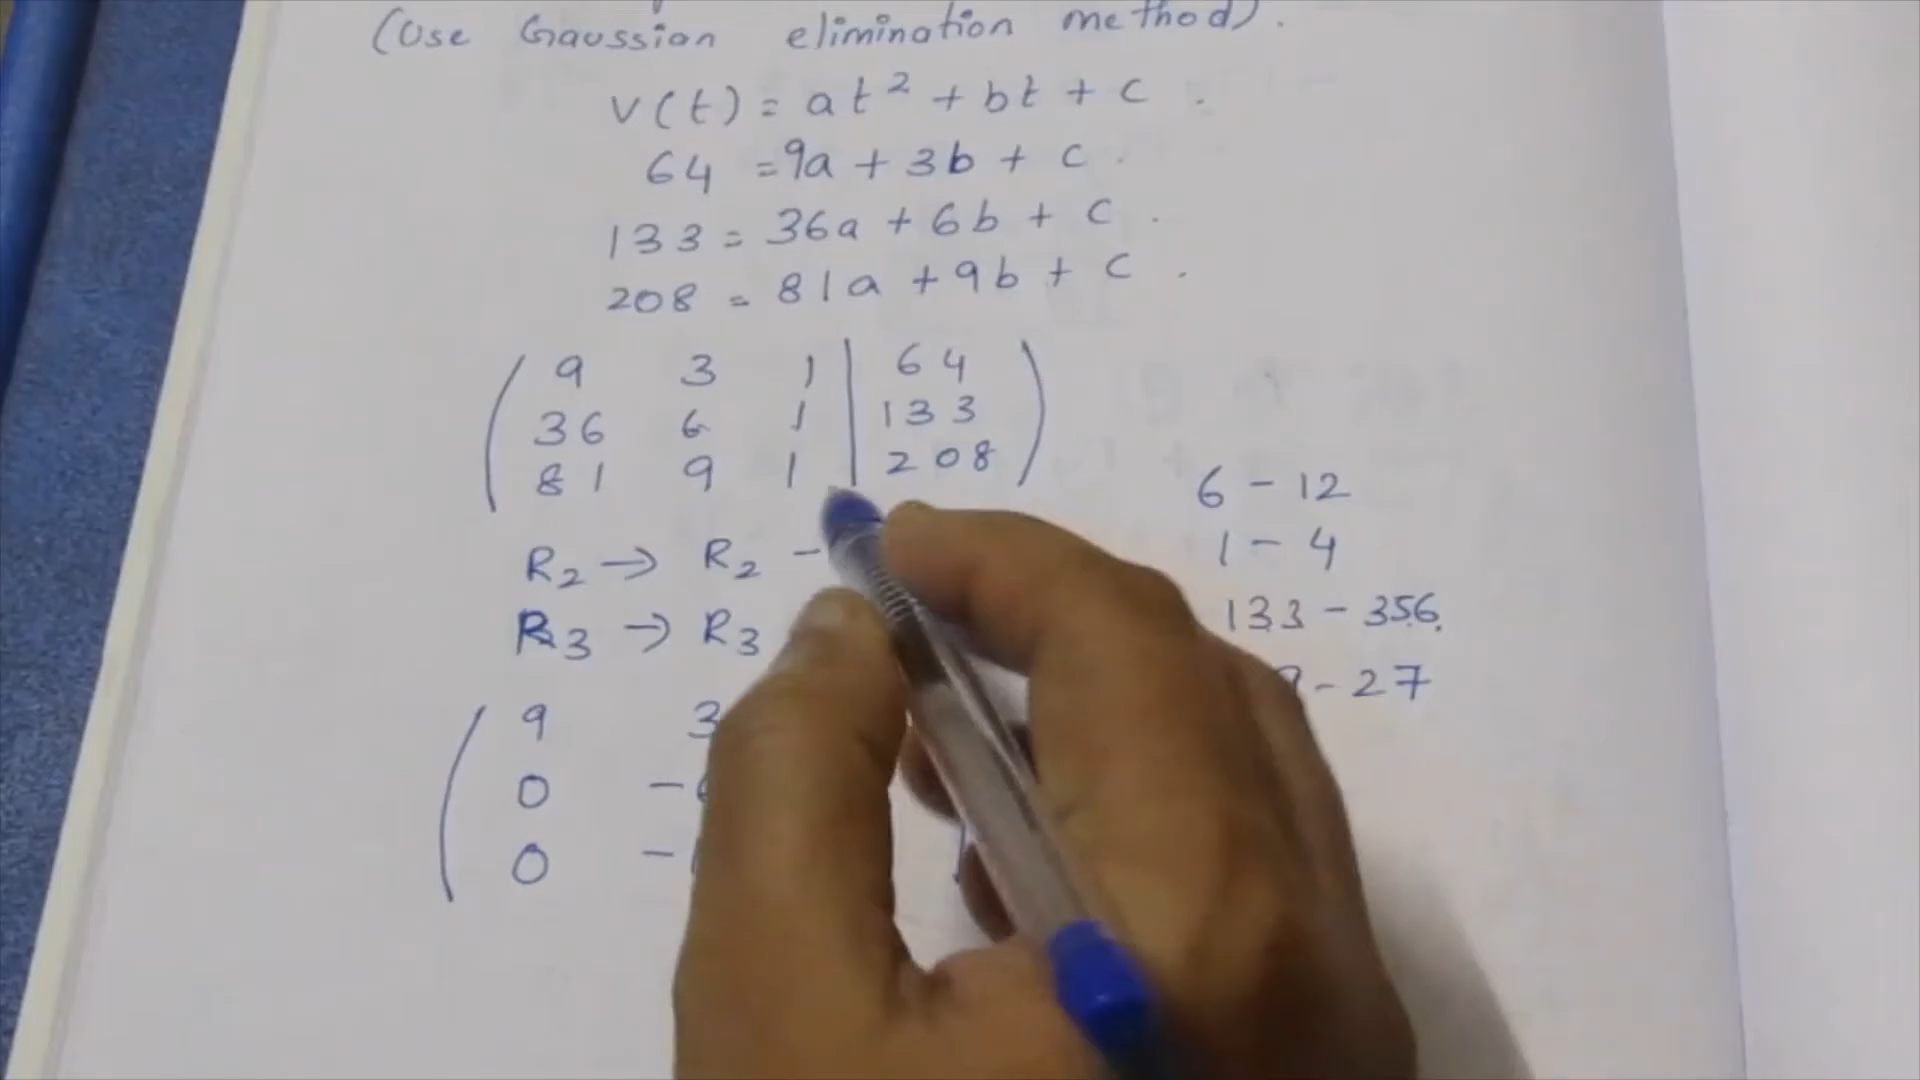 (Use Gaussian elimination method).
v(t) = at² + bt + c .
64 = 9a + 3b + c .
133 = 36a + 6b + c .
208 = 81a + 9b + c .
9 3 1 | 64
36 6 1 | 133
81 9 1 | 208
R₂ → R₂ -
R₃ → R₃
9 3
0 -
0 -
6 - 12
1 - 4
133 - 356
- 27